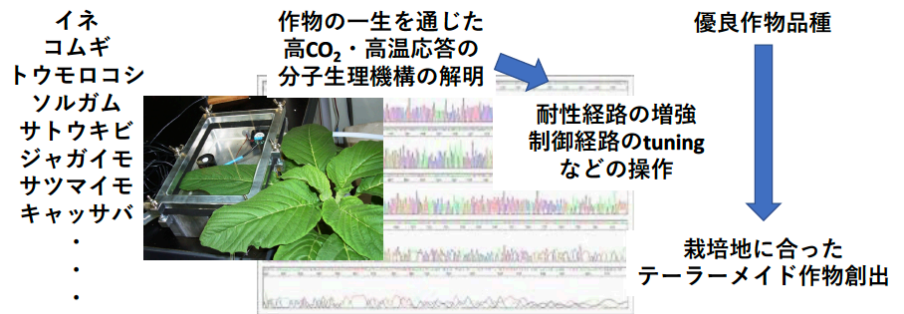 イネ
コムギ
トウモロコシ
ソルガム
サトウキビ
ジャガイモ
サツマイモ
キャッサバ
・
・
・
作物の一生を通じた
高CO₂・高温応答の
分子生理機構の解明
耐性経路の増強
制御経路のtuning
などの操作
優良作物品種
栽培地に合った
テーラーメイド作物創出